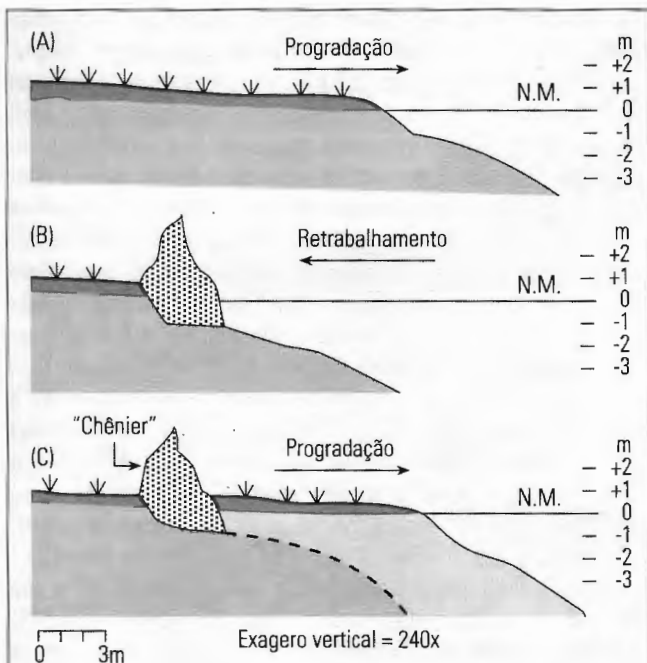 (A)
Progradação
m
+2
+1
N.M.
0
-1
-2
-3
(B)
Retrabalhamento
m
+2
+1
N.M.
0
-1
-2
-3
(C)
"Chênier"
Progradação
m
+2
+1
N.M.
0
-1
-2
-3
0 3m
Exagero vertical = 240x